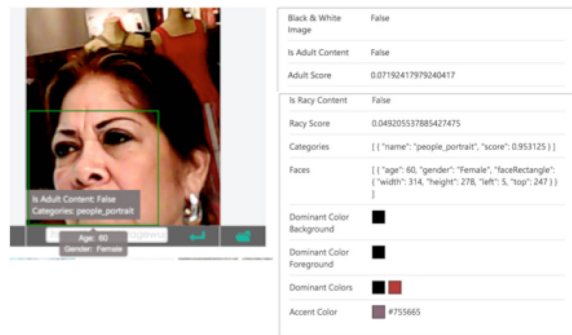 Is Adult Content: False
Categories: people_portrait
Age: 60
Gender: Female
Black & White
Image
False
Is Adult Content False
Adult Score 0.07192417979240417
Is Racy Content False
Racy Score 0.049205537885427475
Categories [ { "name": "people_portrait", "score": 0.953125 } ]
Faces [ { "age": 60, "gender": "Female", "faceRectangle":
{ "width": 314, "height": 278, "left": 5, "top": 247 } }
]
Dominant Color
Background
Dominant Color
Foreground
Dominant Colors
Accent Color #755665